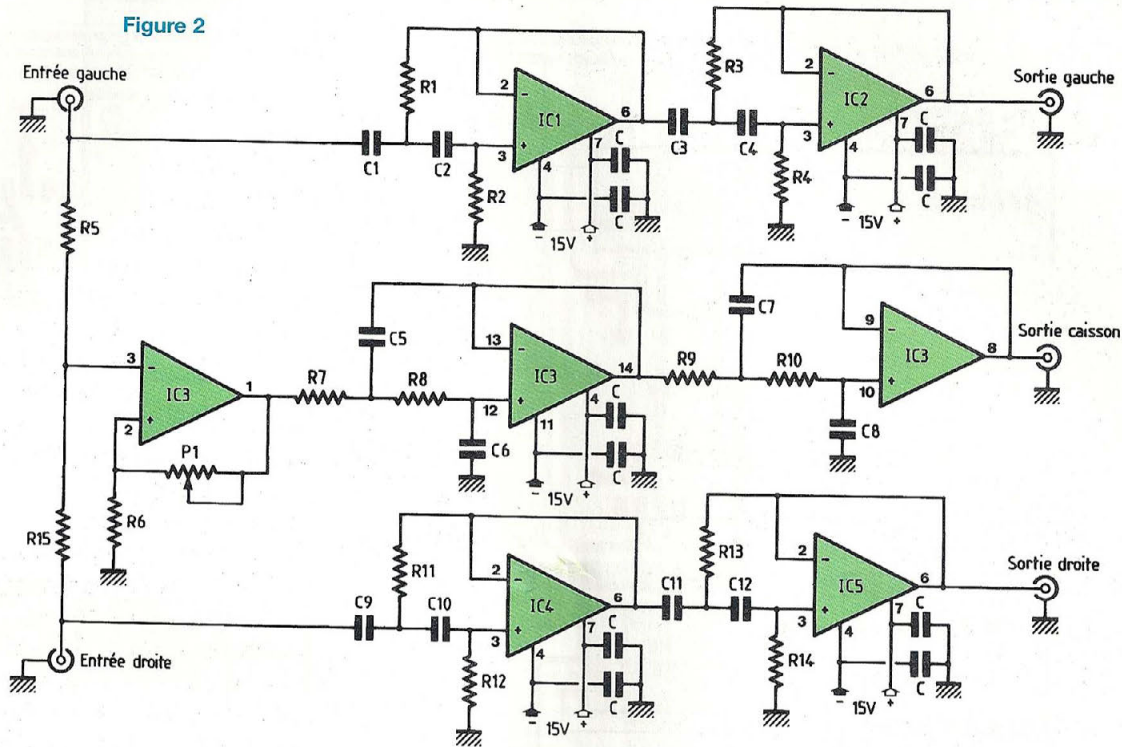 Figure 2
Entrée gauche
R1
2
-
IC1
6
+
3
7
4
C
C
C1
C2
R2
- 15V +
C3
R3
C4
R4
2
-
IC2
6
+
3
7
4
C
C
- 15V +
Sortie gauche
R5
3
-
IC3
1
+
2
P1
R6
R15
R7
C5
R8
C6
13
-
IC3
14
+
12
4
11
C
C
- 15V +
R9
C7
R10
C8
9
-
IC3
8
+
10
Sortie caisson
Entrée droite
C9
R11
C10
R12
2
-
IC4
6
+
3
7
4
C
C
- 15V +
C11
R13
C12
R14
2
-
IC5
6
+
3
7
4
C
C
- 15V +
Sortie droite